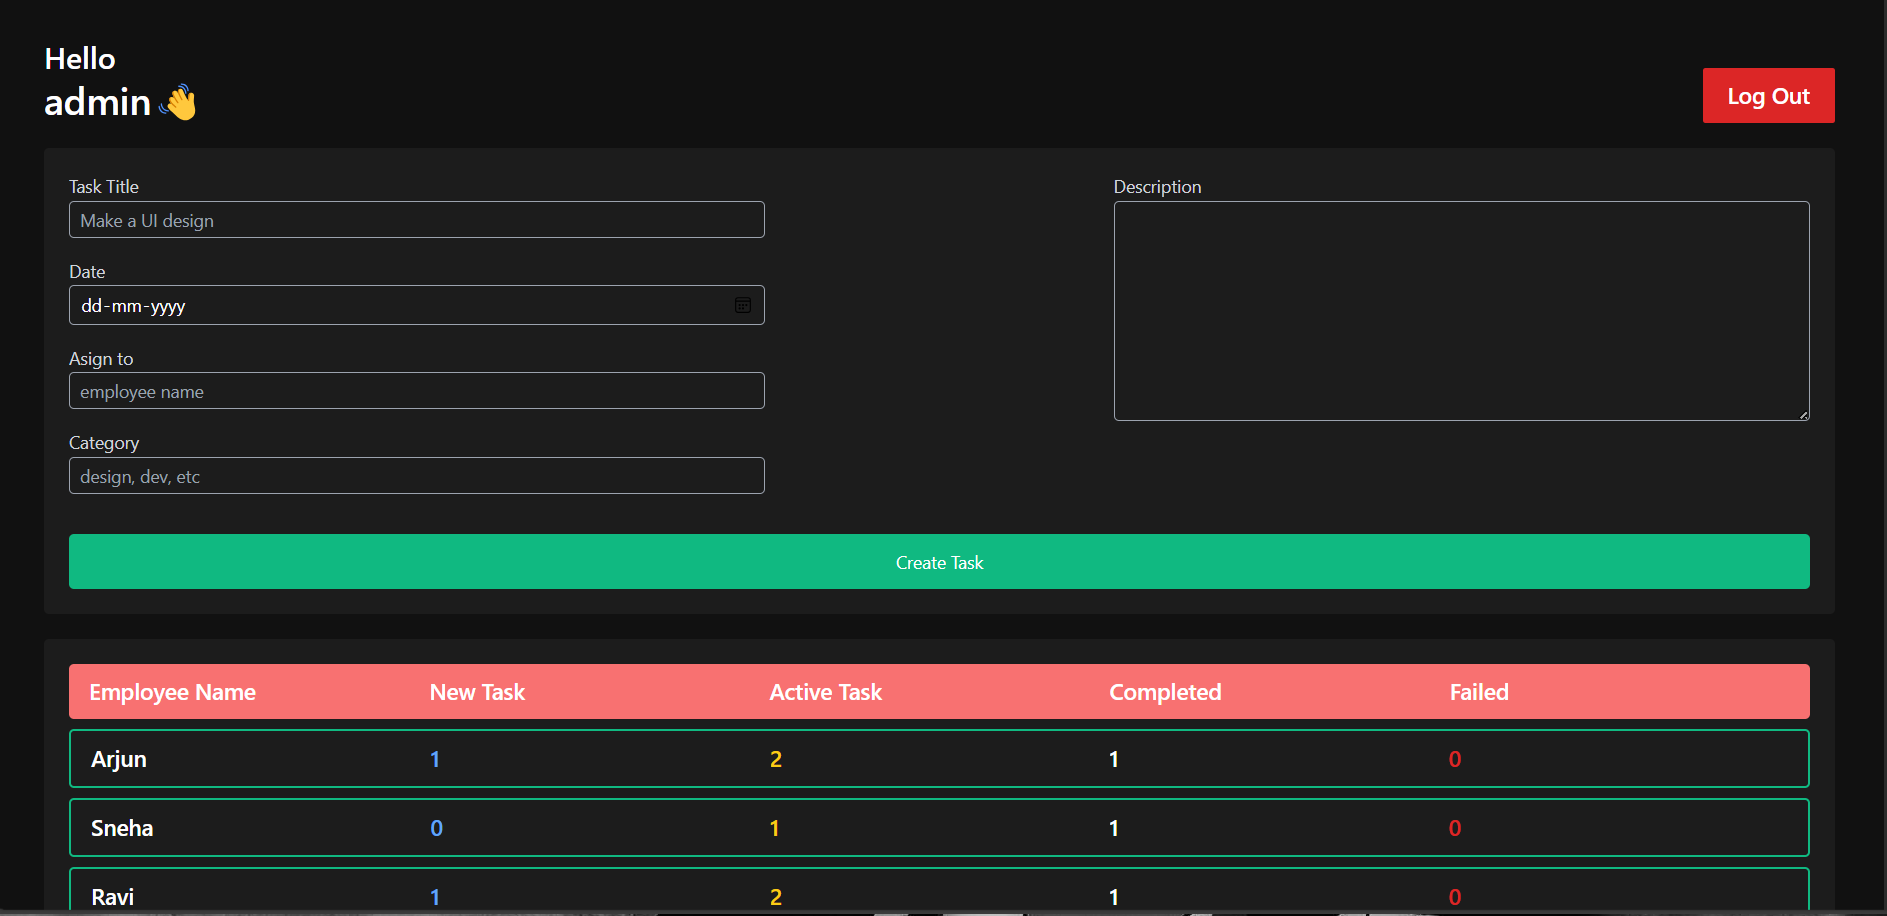 Hello
admin 👋
Log Out
Task Title
Make a UI design
Date
dd-mm-yyyy
Asign to
employee name
Category
design, dev, etc
Description
Create Task
Employee Name New Task Active Task Completed Failed
Arjun 1 2 1 0
Sneha 0 1 1 0
Ravi 1 2 1 0